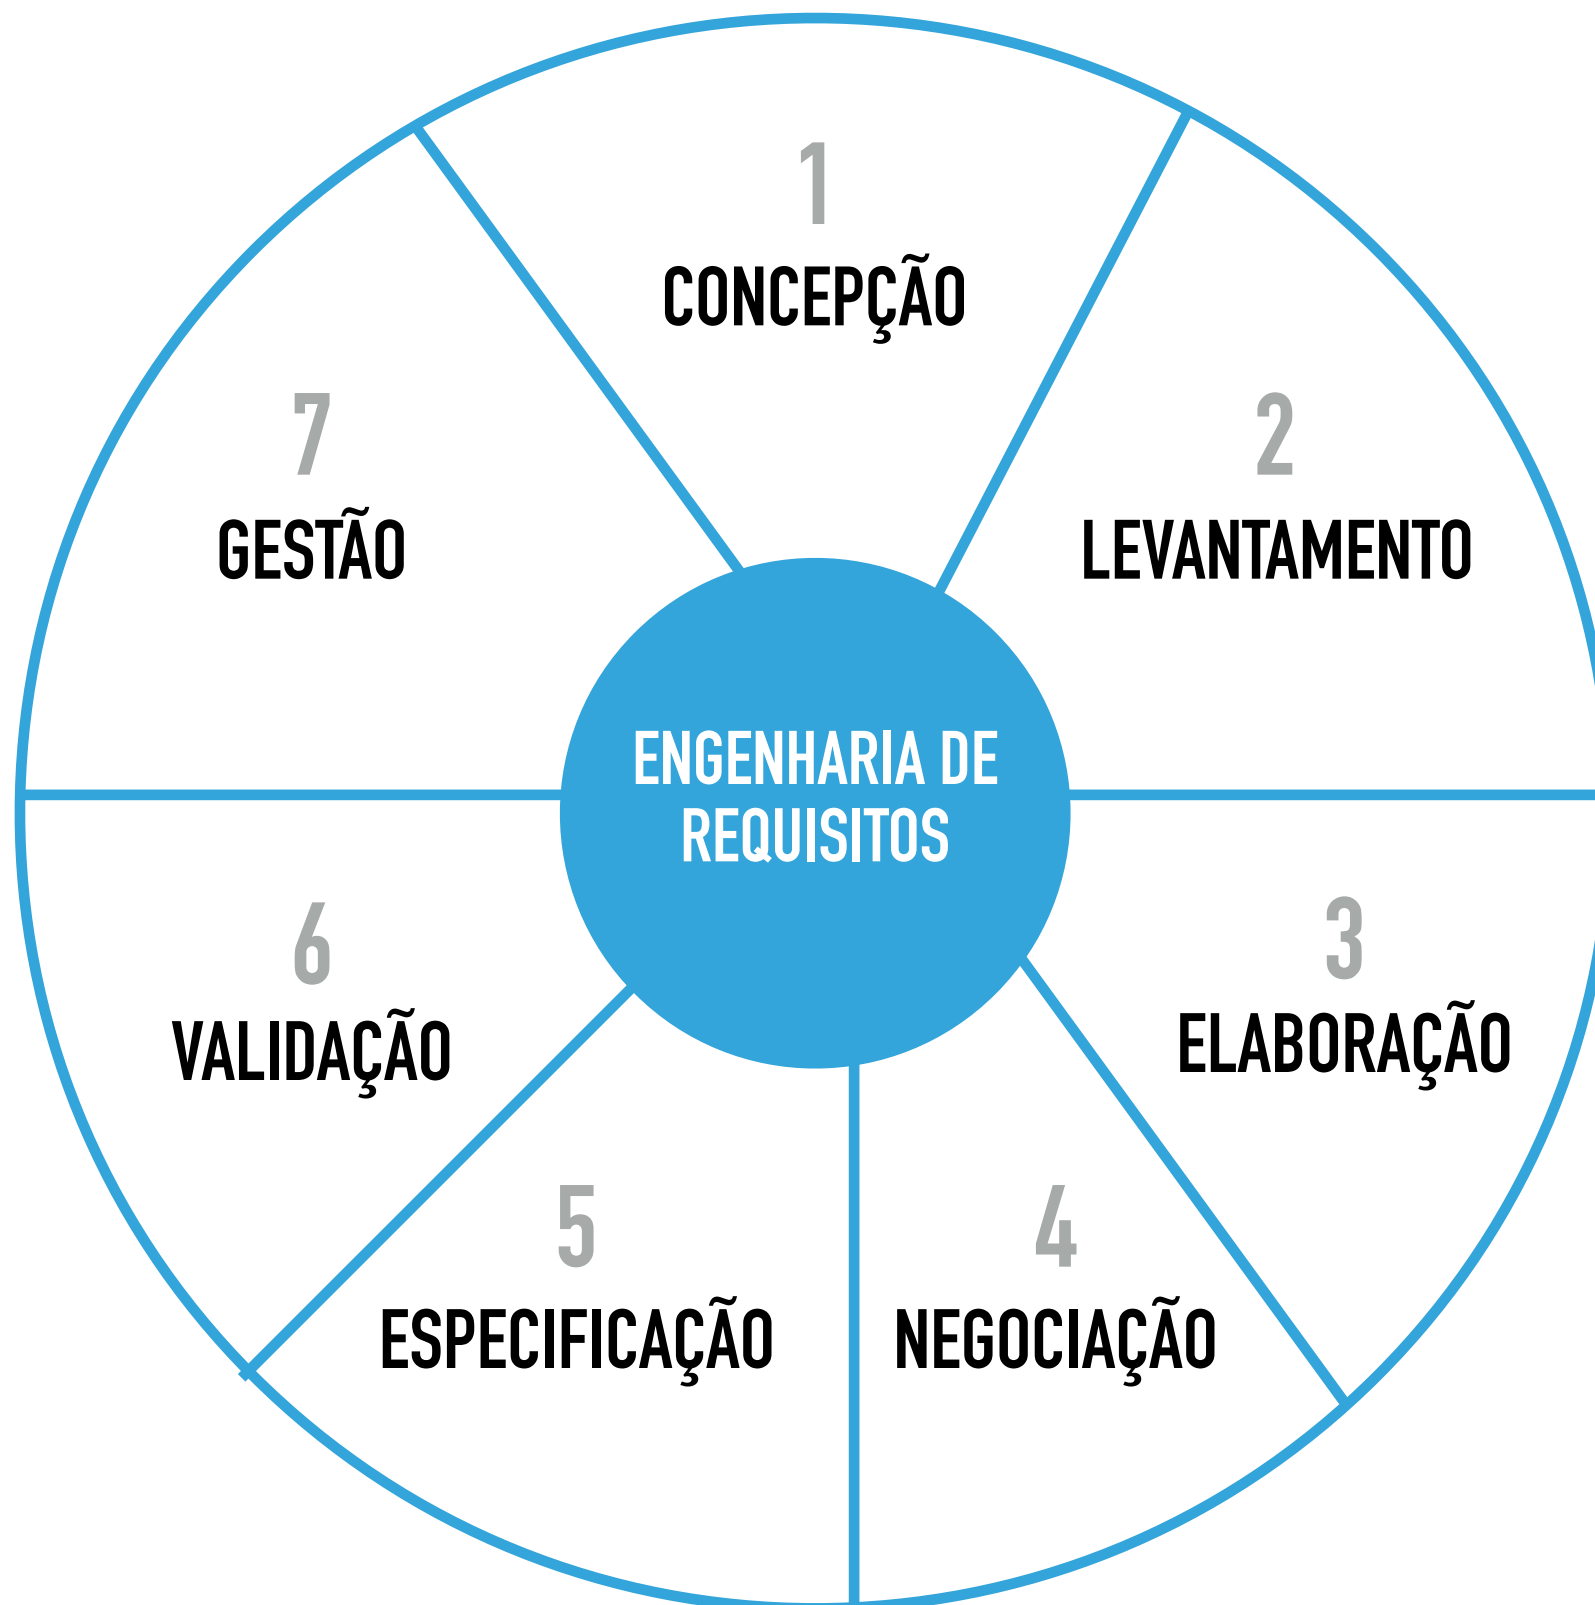 1
CONCEPÇÃO
2
LEVANTAMENTO
3
ELABORAÇÃO
4
NEGOCIAÇÃO
5
ESPECIFICAÇÃO
6
VALIDAÇÃO
7
GESTÃO
ENGENHARIA DE
REQUISITOS